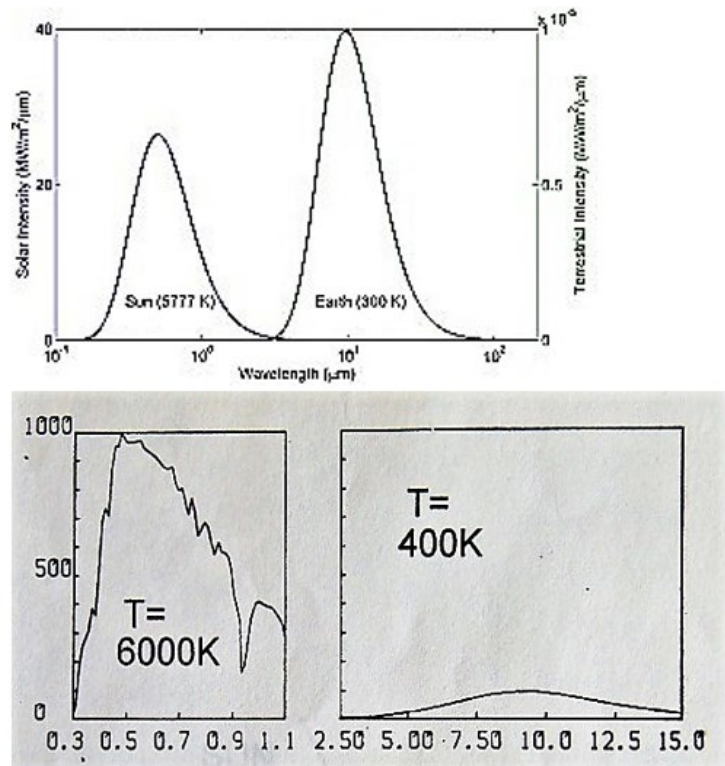 40
20
0
Solar Intensity (MW/m²/μm)
x 10⁻⁵
1
0.5
0
Terrestrial Intensity (MW/m²/μm)
Sun (5777 K)
Earth (300 K)
10⁻¹
10⁰
10¹
10²
Wavelength (μm)
1000
500
0
T=
6000K
0.3 0.5 0.7 0.9 1.1
T=
400K
2.50 5.00 7.50 10.0 12.5 15.0